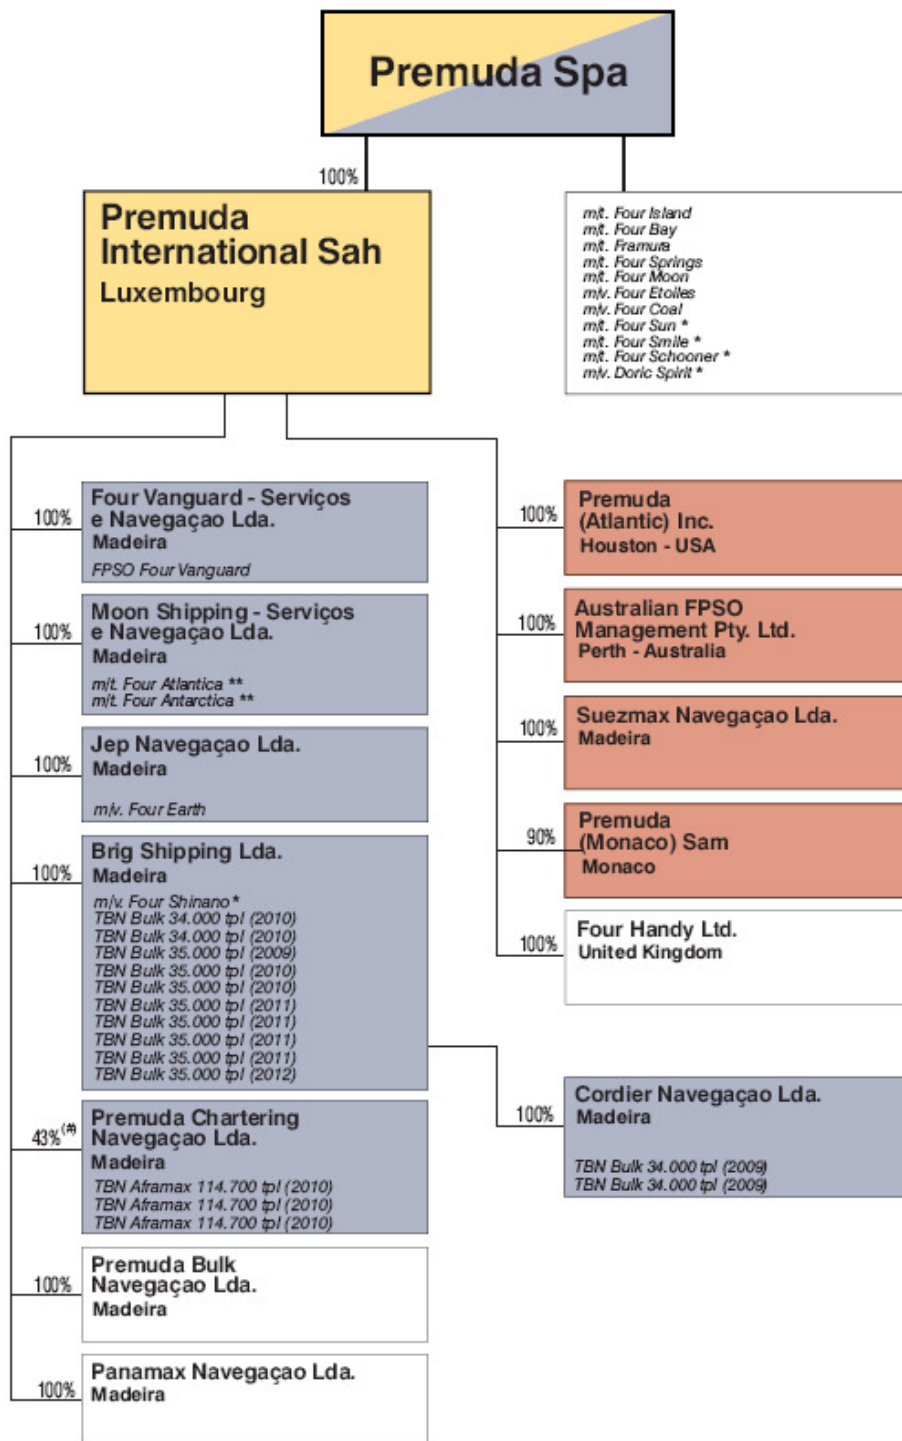 Premuda Spa
100%
Premuda
International Sah
Luxembourg
m/t. Four Island
m/t. Four Bay
m/t. Framura
m/t. Four Springs
m/t. Four Moon
m/v. Four Etoiles
m/v. Four Coal
m/t. Four Sun *
m/t. Four Smile *
m/t. Four Schooner *
m/v. Doric Spirit *
100%
Four Vanguard - Serviços
e Navegaçao Lda.
Madeira
FPSO Four Vanguard
100%
Moon Shipping - Serviços
e Navegaçao Lda.
Madeira
m/t. Four Atlantica **
m/t. Four Antarctica **
100%
Jep Navegaçao Lda.
Madeira
m/v. Four Earth
100%
Brig Shipping Lda.
Madeira
m/v. Four Shinano *
TBN Bulk 34.000 tpl (2010)
TBN Bulk 34.000 tpl (2010)
TBN Bulk 35.000 tpl (2009)
TBN Bulk 35.000 tpl (2010)
TBN Bulk 35.000 tpl (2010)
TBN Bulk 35.000 tpl (2011)
TBN Bulk 35.000 tpl (2011)
TBN Bulk 35.000 tpl (2011)
TBN Bulk 35.000 tpl (2011)
TBN Bulk 35.000 tpl (2012)
43%(#)
Premuda Chartering
Navegaçao Lda.
Madeira
TBN Aframax 114.700 tpl (2010)
TBN Aframax 114.700 tpl (2010)
TBN Aframax 114.700 tpl (2010)
100%
Premuda Bulk
Navegaçao Lda.
Madeira
100%
Panamax Navegaçao Lda.
Madeira
100%
Premuda
(Atlantic) Inc.
Houston - USA
100%
Australian FPSO
Management Pty. Ltd.
Perth - Australia
100%
Suezmax Navegaçao Lda.
Madeira
90%
Premuda
(Monaco) Sam
Monaco
100%
Four Handy Ltd.
United Kingdom
100%
Cordier Navegaçao Lda.
Madeira
TBN Bulk 34.000 tpl (2009)
TBN Bulk 34.000 tpl (2009)